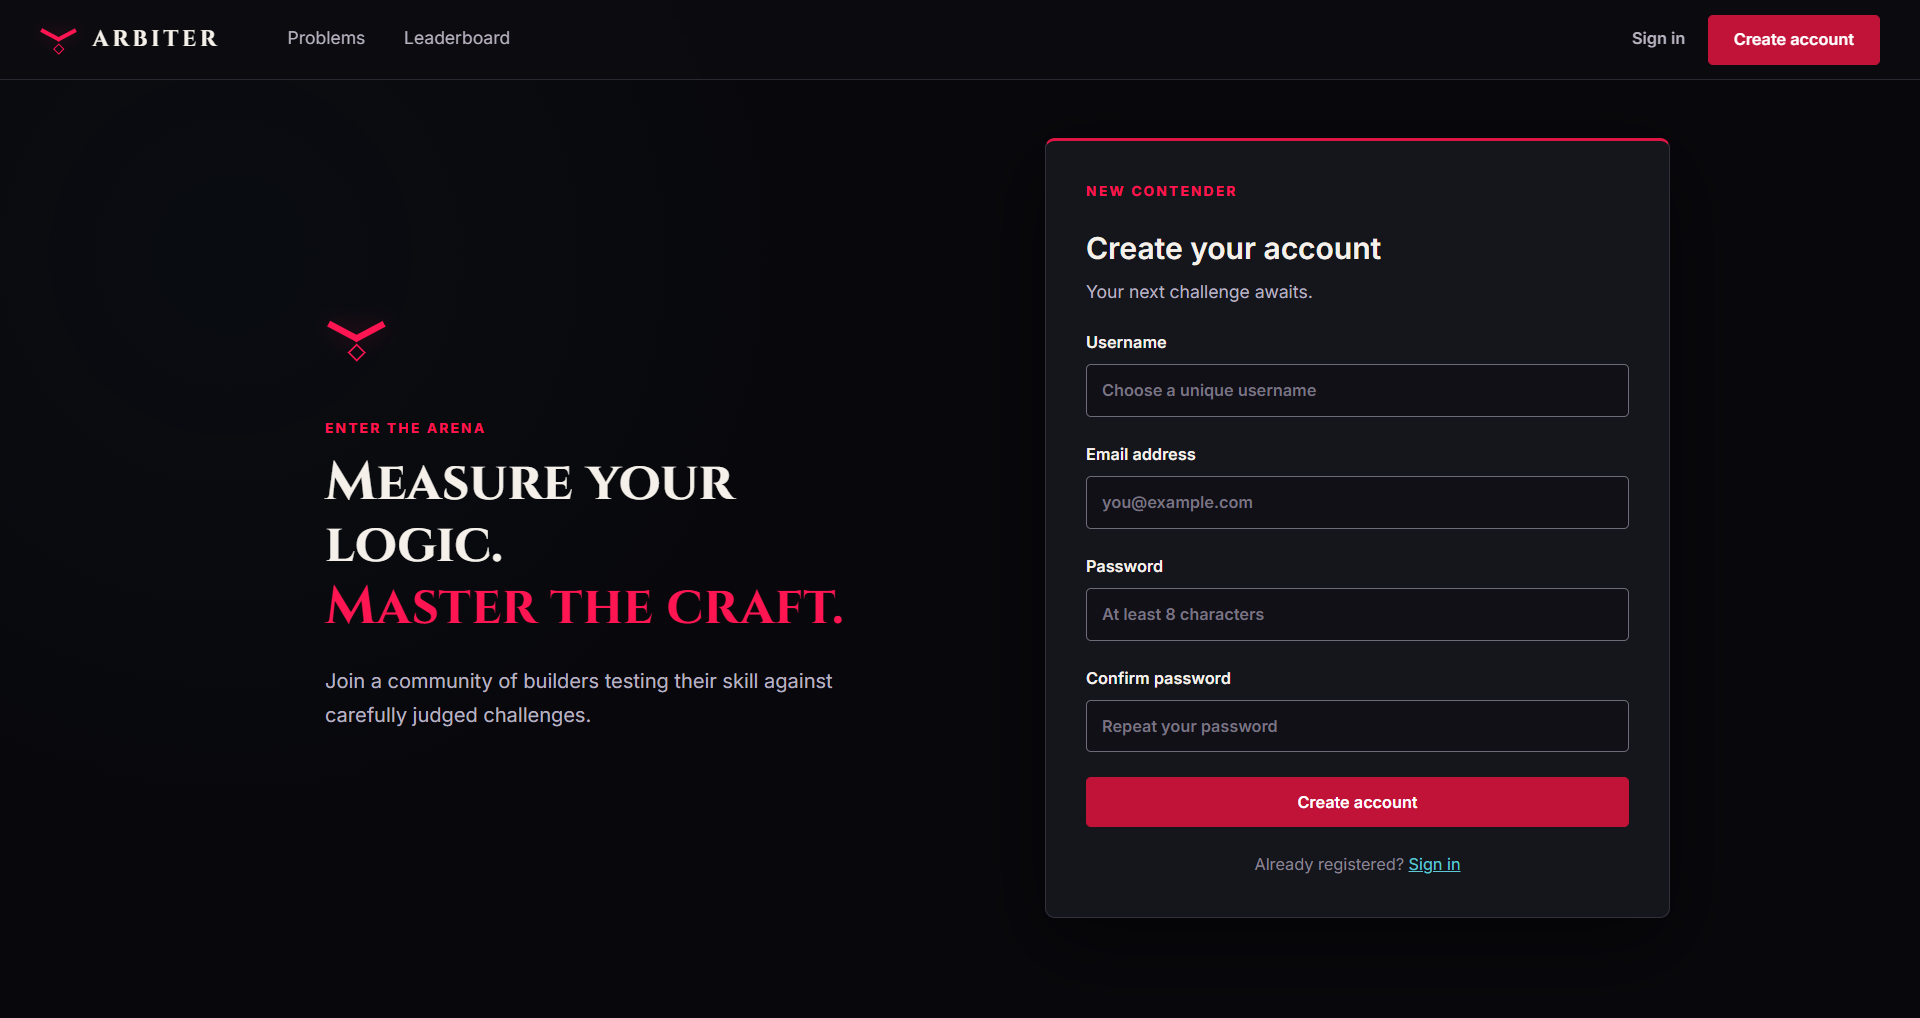 ARBITER
Problems
Leaderboard
Sign in
Create account
ENTER THE ARENA
Measure your
logic.
Master the craft.
Join a community of builders testing their skill against
carefully judged challenges.
NEW CONTENDER
Create your account
Your next challenge awaits.
Username
Choose a unique username
Email address
you@example.com
Password
At least 8 characters
Confirm password
Repeat your password
Create account
Already registered? Sign in